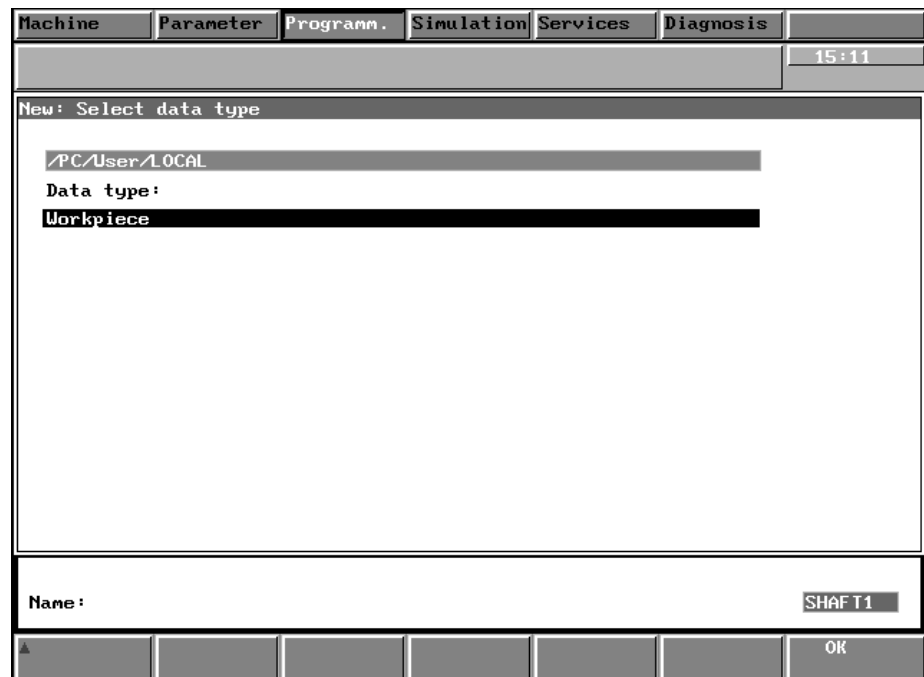 Machine Parameter Programm. Simulation Services Diagnosis
15:11
New: Select data type
/PC/User/LOCAL
Data type:
Workpiece
Name: SHAFT1
OK